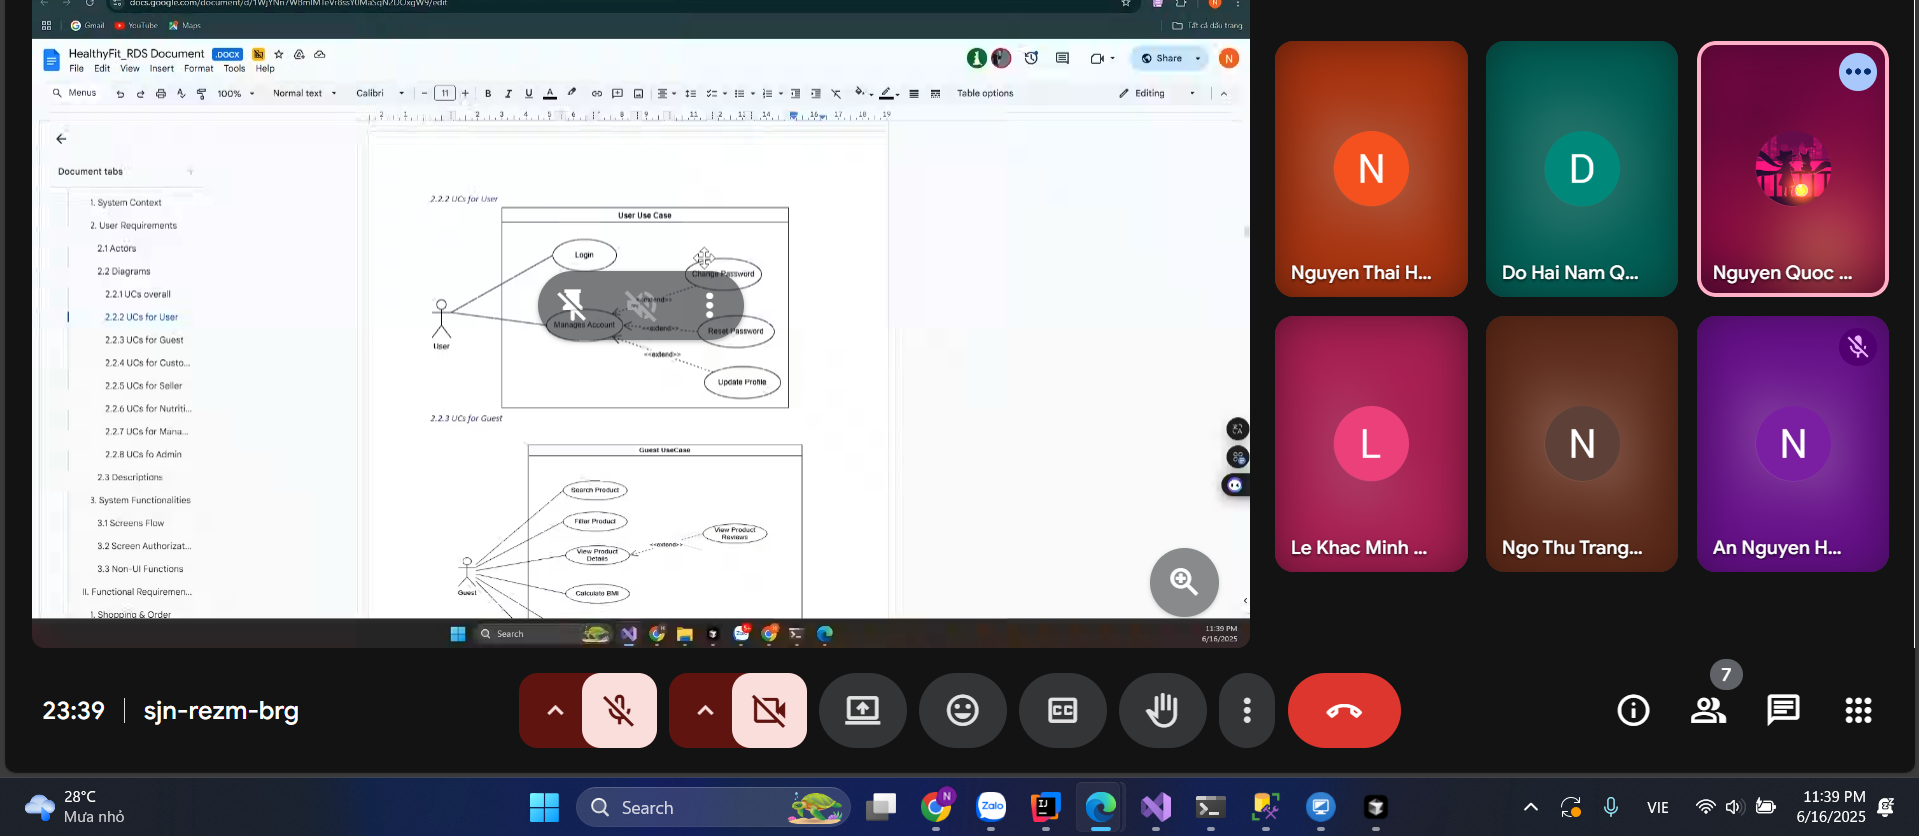 Gmail
YouTube
Maps
Tất cả dấu trang
HealthyFit_RDS Document
.DOCX
File Edit View Insert Format Tools Help
Share
N
Menus
100%
Normal text
Calibri
11
Table options
Editing
Document tabs
1. System Context
2. User Requirements
2.1 Actors
2.2 Diagrams
2.2.1 UCs overall
2.2.2 UCs for User
2.2.3 UCs for Guest
2.2.4 UCs for Custo...
2.2.5 UCs for Seller
2.2.6 UCs for Nutriti...
2.2.7 UCs for Mana...
2.2.8 UCs fo Admin
2.3 Descriptions
3. System Functionalities
3.1 Screens Flow
3.2 Screen Authorizat...
3.3 Non-UI Functions
II. Functional Requiremen...
1. Shopping & Order
2.2.2 UCs for User
User Use Case
Login
Change Password
Manages Account
Reset Password
<<extend>>
<<extend>>
Update Profile
User
2.2.3 UCs for Guest
Guest UseCase
Search Product
Filter Product
View Product
Details
<<extend>>
View Product
Reviews
Calculate BMI
Guest
Search
11:39 PM
6/16/2025
N
Nguyen Thai H...
D
Do Hai Nam Q...
Nguyen Quoc ...
L
Le Khac Minh ...
N
Ngo Thu Trang...
N
An Nguyen H...
23:39
sjn-rezm-brg
CC
7
28°C
Mưa nhỏ
Search
N
Zalo
IJ
VIE
11:39 PM
6/16/2025